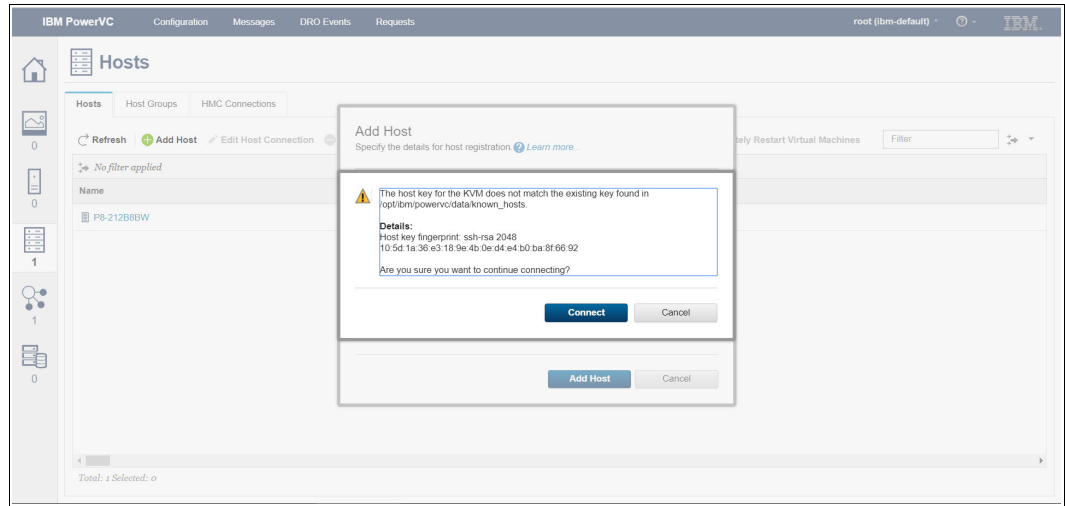 IBM PowerVC Configuration Messages DRO Events Requests root (ibm-default) IBM.
Hosts
Hosts Host Groups HMC Connections
Refresh Add Host Edit Host Connection tely Restart Virtual Machines Filter
No filter applied
Name
P8-212B8BW
0
0
1
1
0
Add Host
Specify the details for host registration. Learn more...
The host key for the KVM does not match the existing key found in
/opt/ibm/powervc/data/known_hosts.
Details:
Host key fingerprint: ssh-rsa 2048
10:5d:1a:36:e3:18:9e:4b:0e:d4:e4:b0:ba:8f:66:92
Are you sure you want to continue connecting?
Connect Cancel
Add Host Cancel
Total: 1 Selected: 0